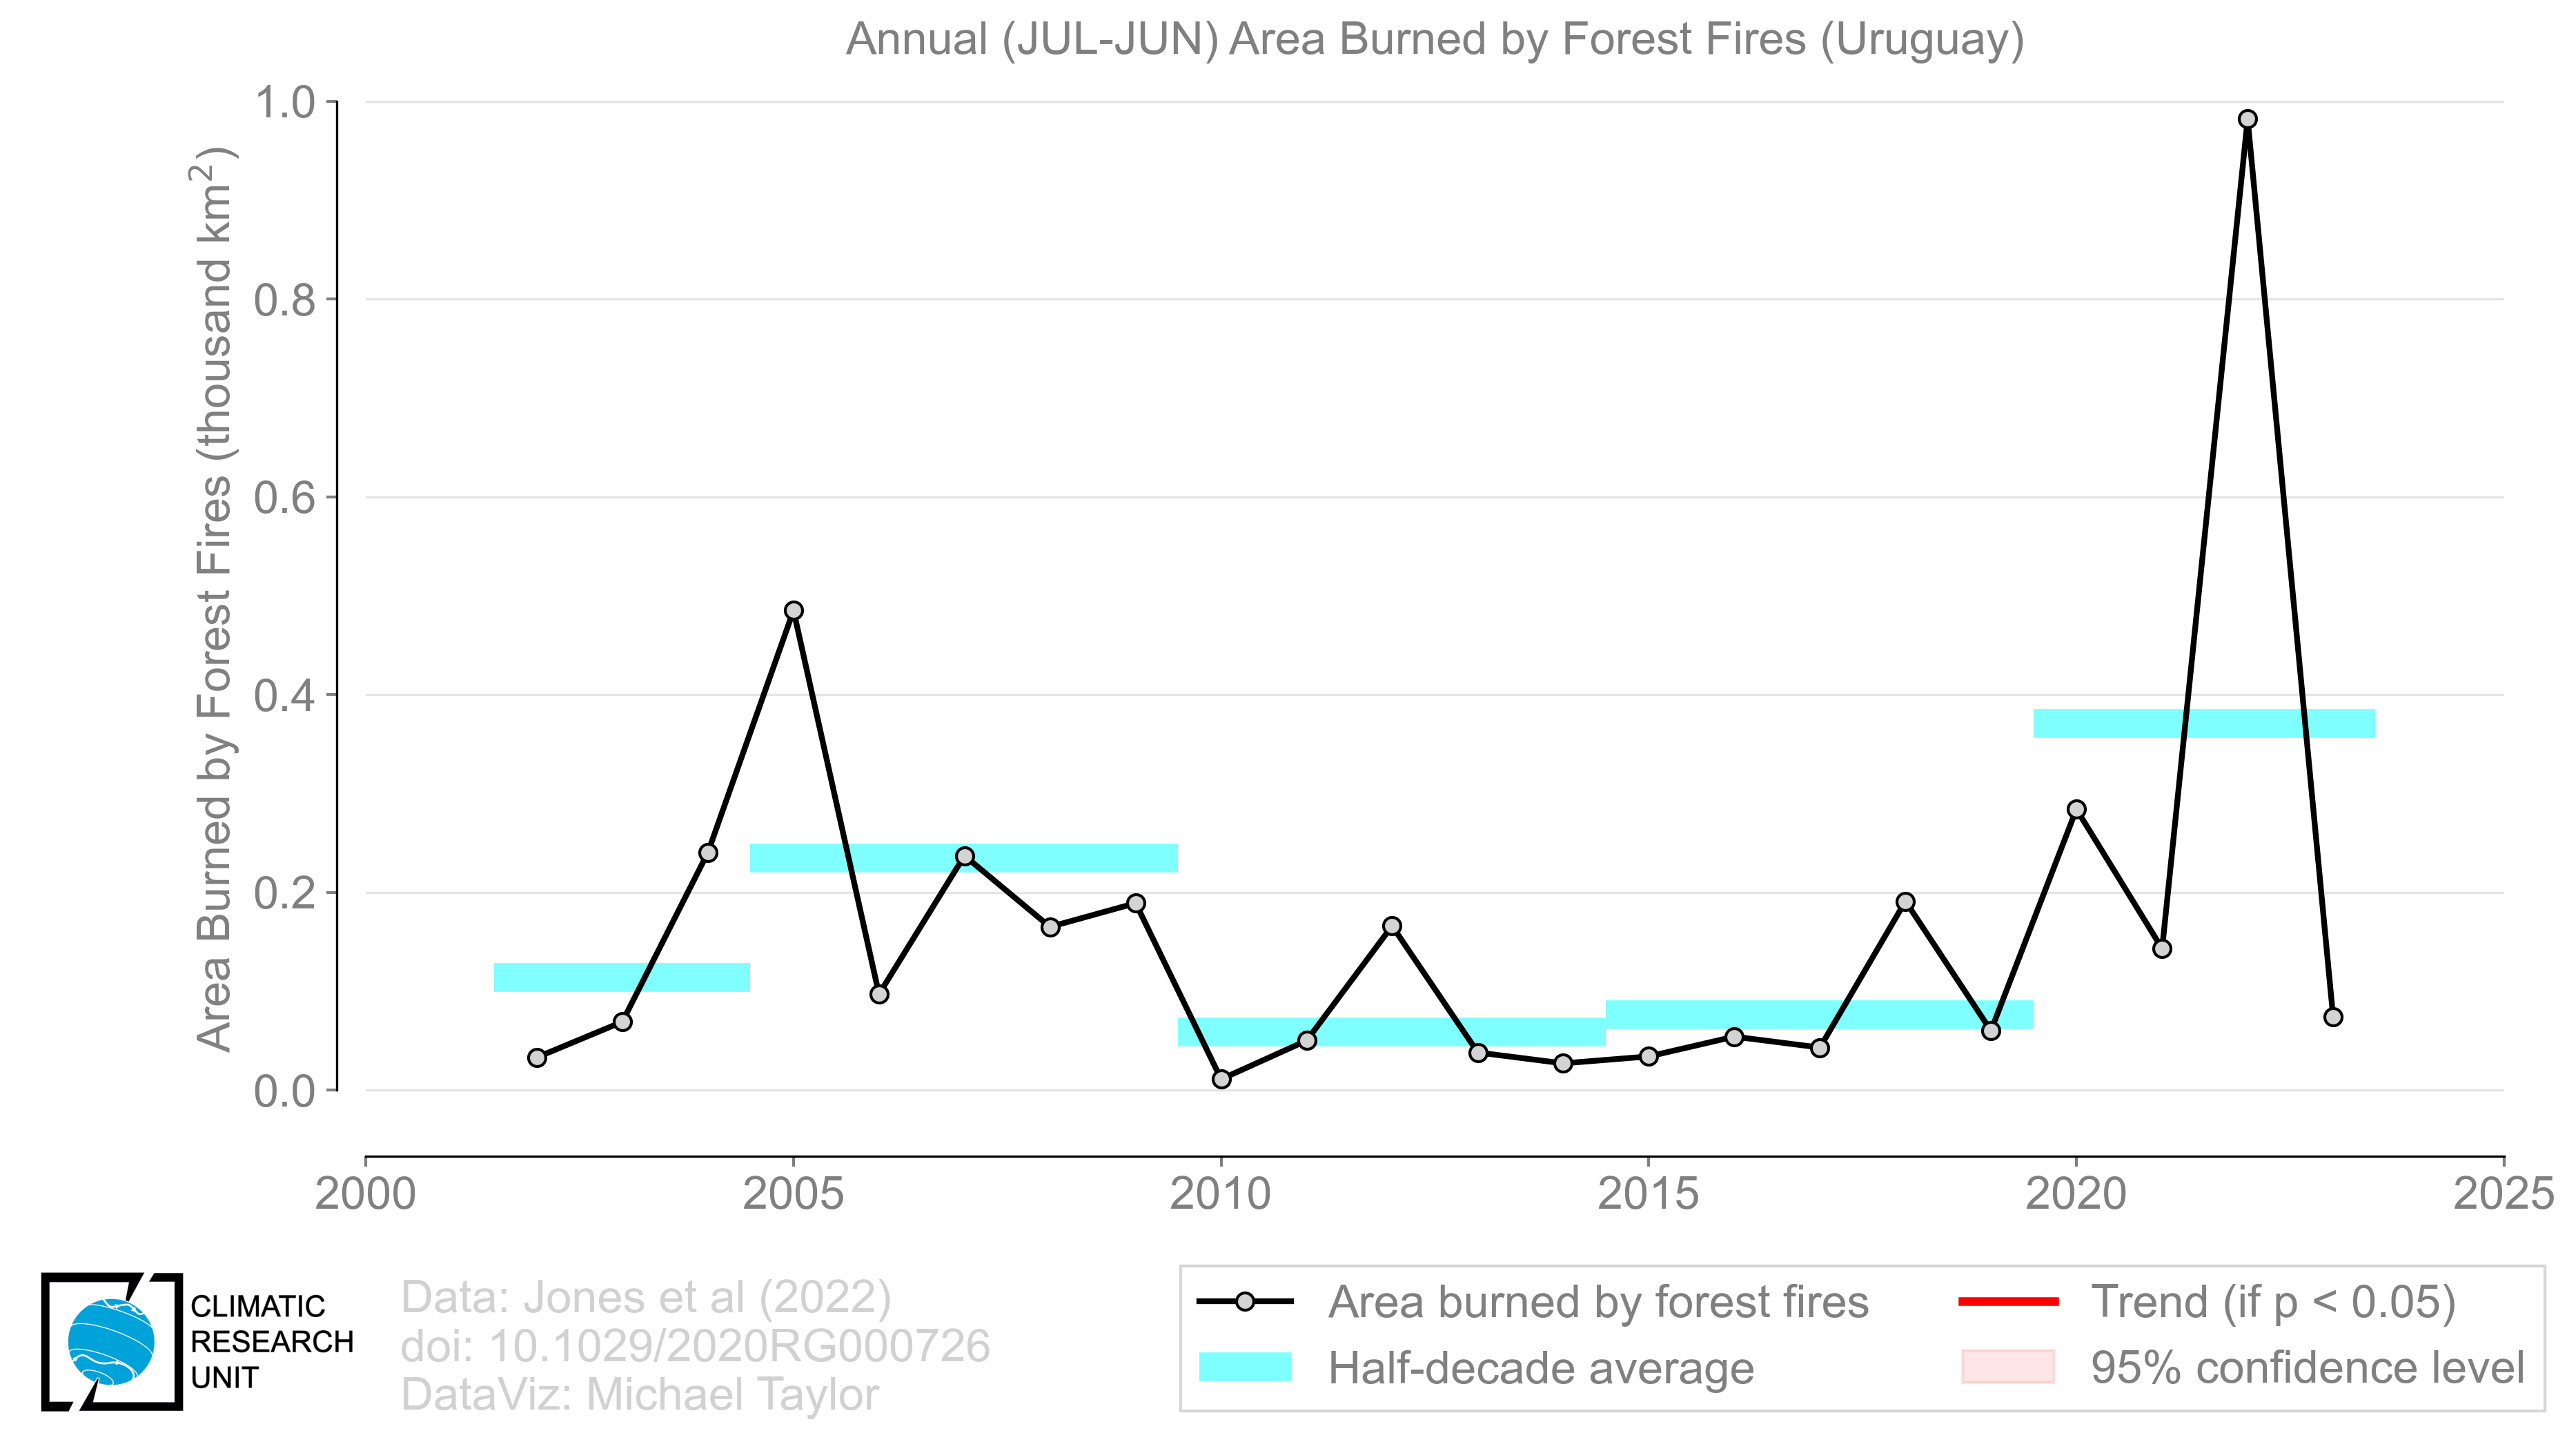 Annual (JUL-JUN) Area Burned by Forest Fires (Uruguay)
Area Burned by Forest Fires (thousand km²)
1.0
0.8
0.6
0.4
0.2
0.0
2000 2005 2010 2015 2020 2025
CLIMATIC
RESEARCH
UNIT
Data: Jones et al (2022)
doi: 10.1029/2020RG000726
DataViz: Michael Taylor
Area burned by forest fires
Half-decade average
Trend (if p < 0.05)
95% confidence level